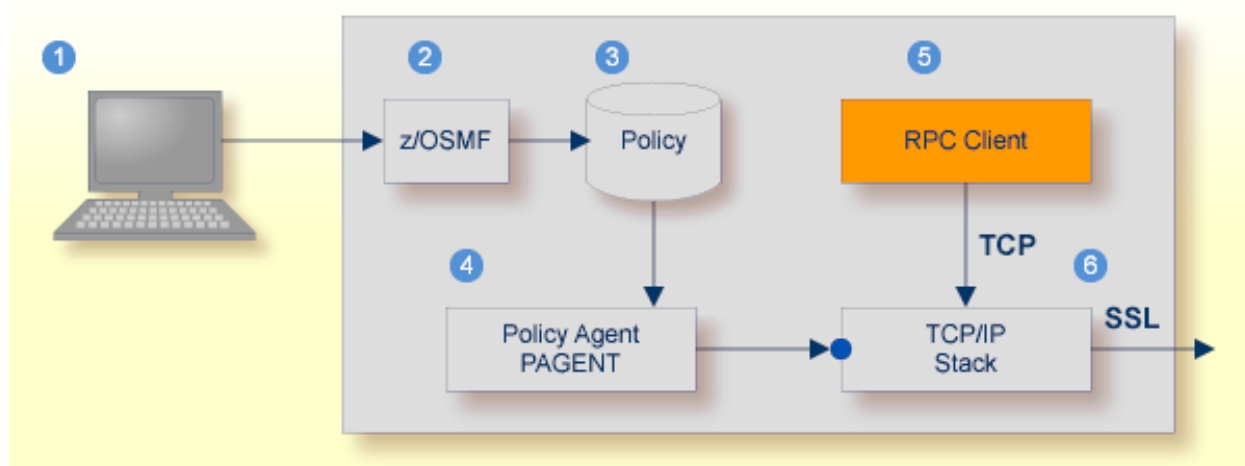 1
2
3
5
z/OSMF
Policy
RPC Client
TCP
4
6
SSL
Policy Agent
PAGENT
TCP/IP
Stack